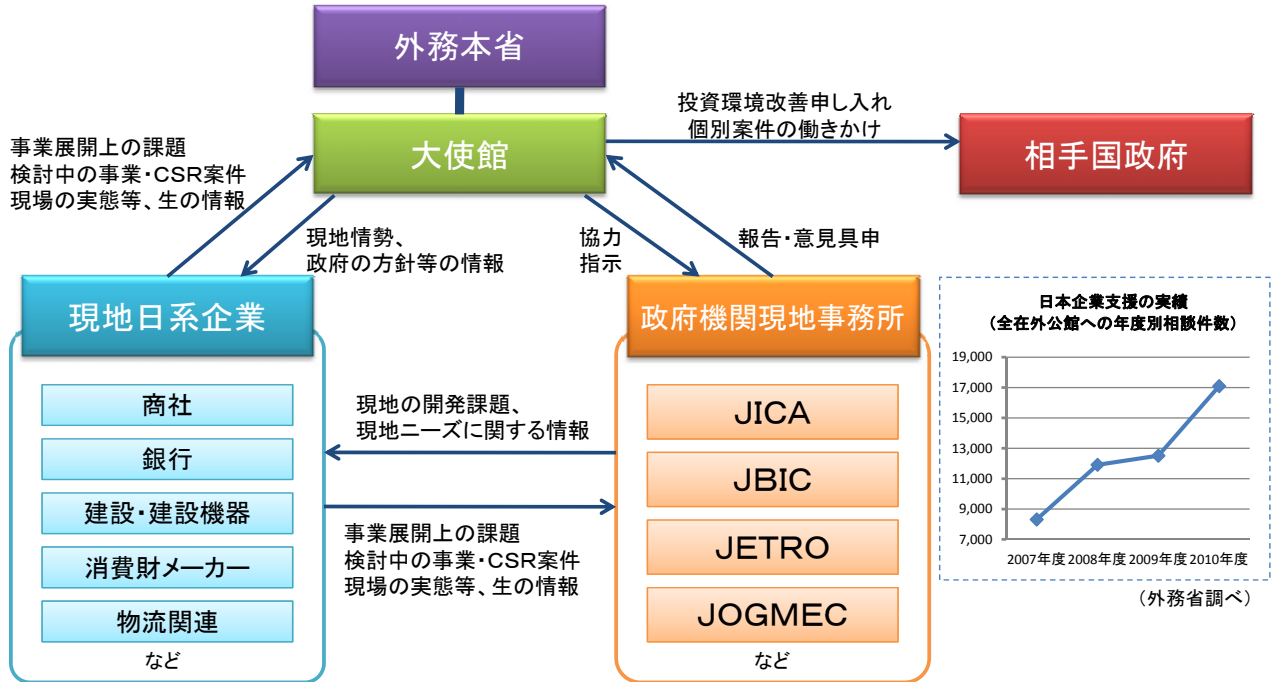 外務本省
大使館
投資環境改善申し入れ
個別案件の働きかけ
相手国政府
事業展開上の課題
検討中の事業・CSR案件
現場の実態等、生の情報
現地情勢、
政府の方針等の情報
協力
指示
報告・意見具申
現地日系企業
商社
銀行
建設・建設機器
消費財メーカー
物流関連
など
現地の開発課題、
現地ニーズに関する情報
事業展開上の課題
検討中の事業・CSR案件
現場の実態等、生の情報
政府機関現地事務所
JICA
JBIC
JETRO
JOGMEC
など
日本企業支援の実績
（全在外公館への年度別相談件数）
19,000
17,000
15,000
13,000
11,000
9,000
7,000
2007年度 2008年度 2009年度 2010年度
（外務省調べ）